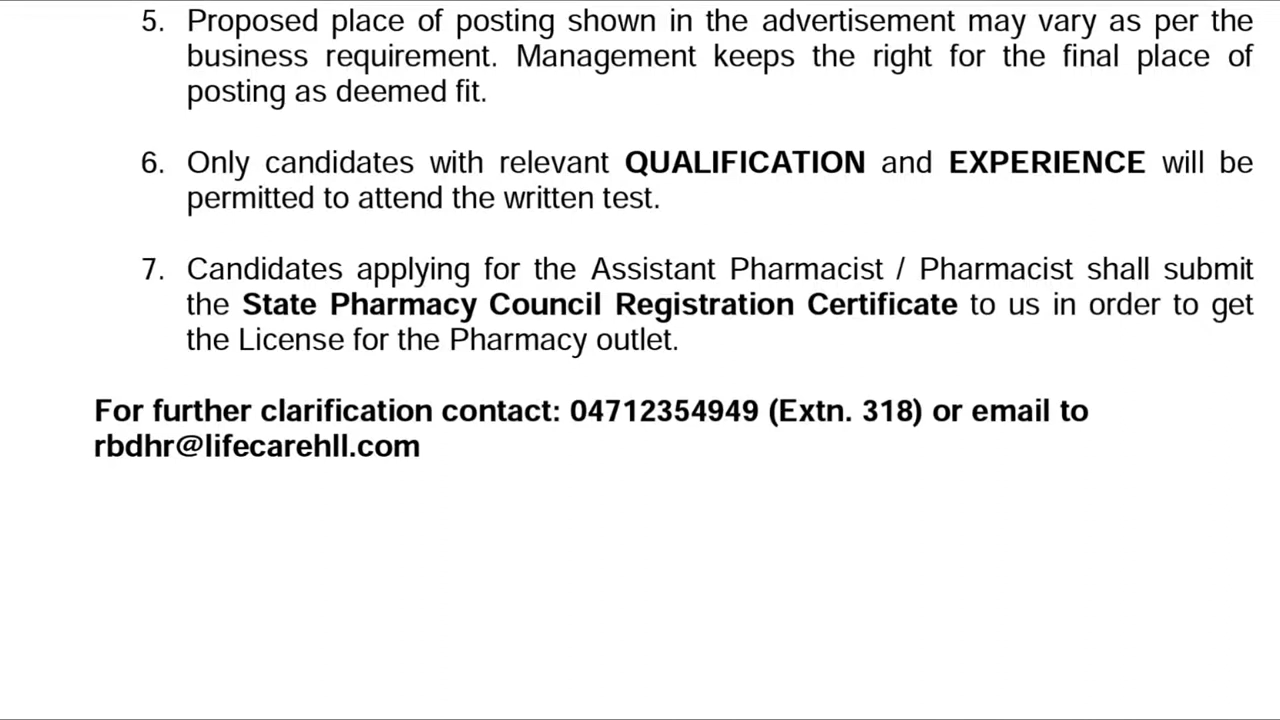 5. Proposed place of posting shown in the advertisement may vary as per the
business requirement. Management keeps the right for the final place of
posting as deemed fit.
6. Only candidates with relevant QUALIFICATION and EXPERIENCE will be
permitted to attend the written test.
7. Candidates applying for the Assistant Pharmacist / Pharmacist shall submit
the State Pharmacy Council Registration Certificate to us in order to get
the License for the Pharmacy outlet.
For further clarification contact: 04712354949 (Extn. 318) or email to
rbdhr@lifecarehll.com